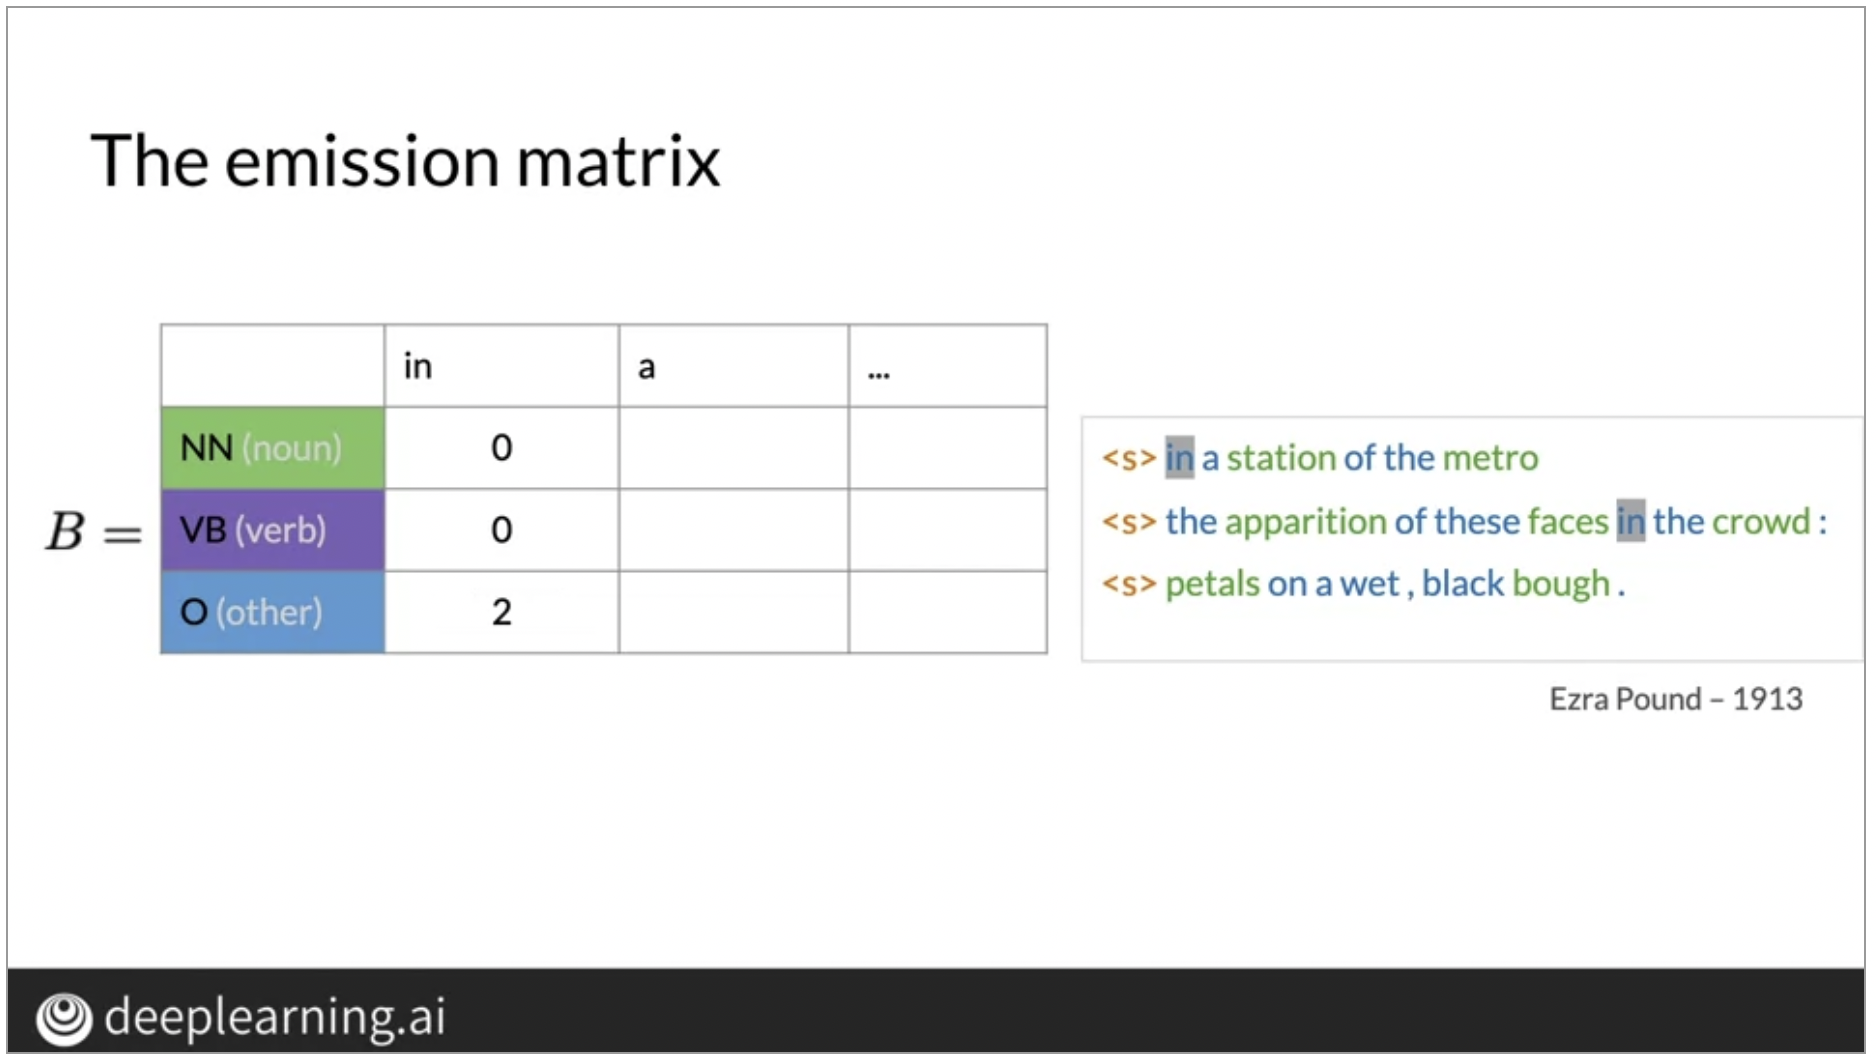 The emission matrix
in a ...
NN (noun) 0
VB (verb) 0
O (other) 2
B =
<s> in a station of the metro
<s> the apparition of these faces in the crowd :
<s> petals on a wet , black bough .
Ezra Pound – 1913
deeplearning.ai